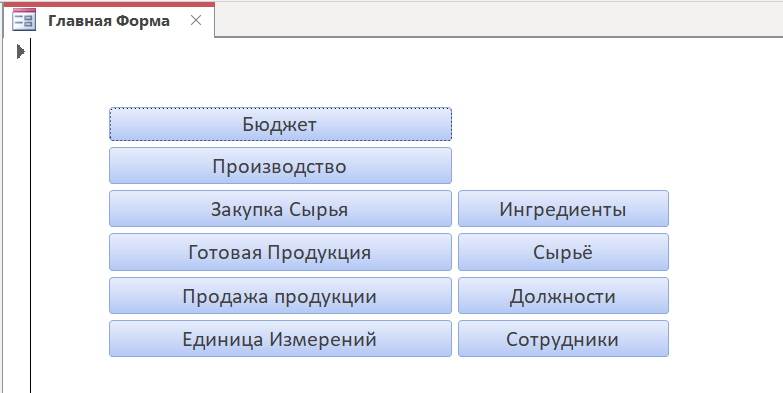 Главная Форма
Бюджет
Производство
Закупка Сырья Ингредиенты
Готовая Продукция Сырьё
Продажа продукции Должности
Единица Измерений Сотрудники